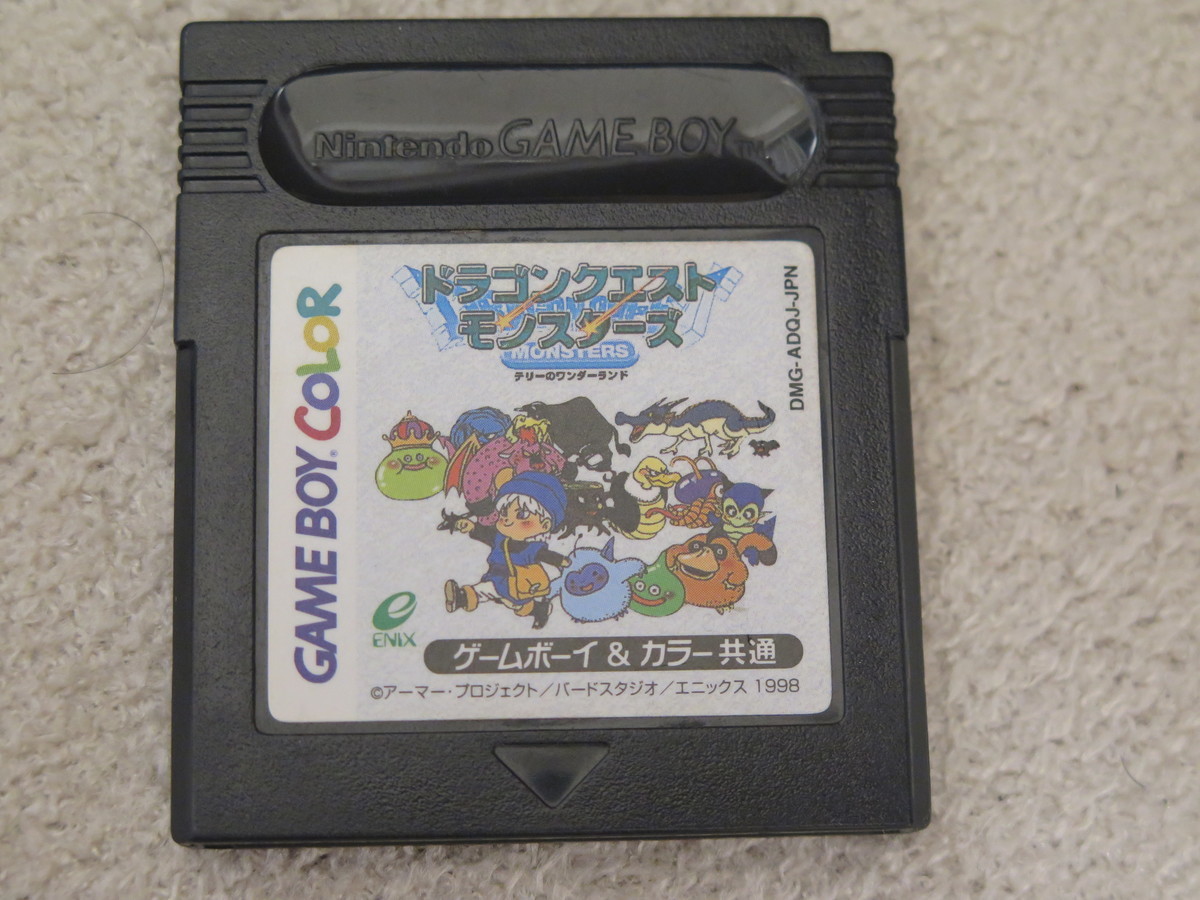 Nintendo GAME BOY TM
GAME BOY COLOR
ドラゴンクエスト
モンスターズ
MONSTERS
テリーのワンダーランド
DMG-ADQJ-JPN
ENIX
ゲームボーイ & カラー共通
©アーマー・プロジェクト／バードスタジオ／エニックス 1998